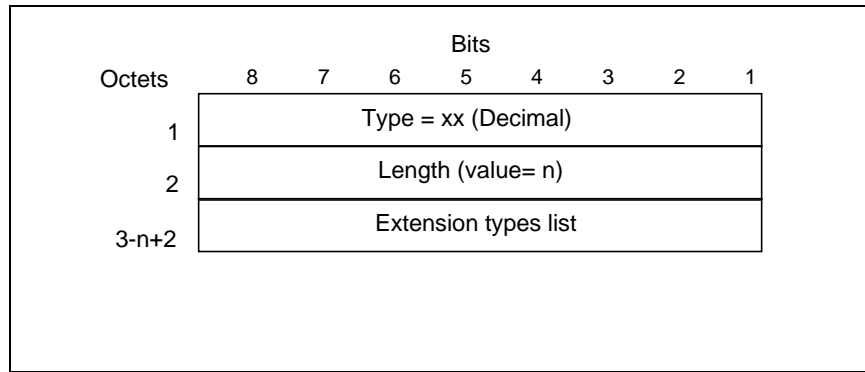 Bits
Octets 8 7 6 5 4 3 2 1
1 Type = xx (Decimal)
2 Length (value= n)
3-n+2 Extension types list